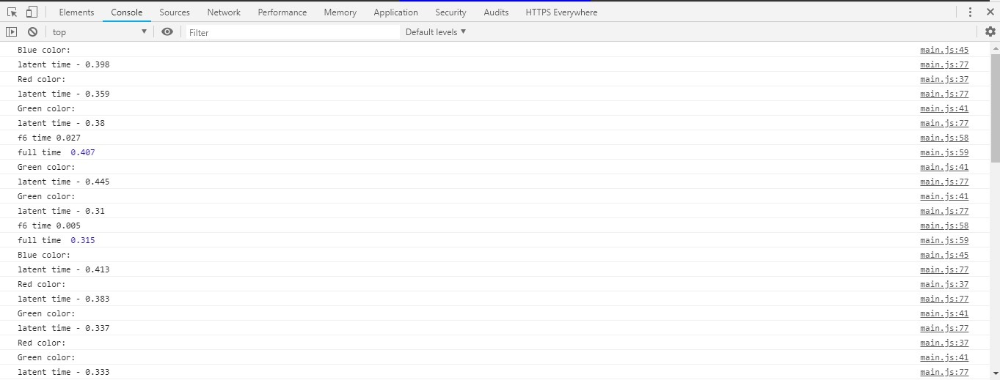 Elements Console Sources Network Performance Memory Application Security Audits HTTPS Everywhere
top Filter Default levels
Blue color: main.js:45
latent time - 0.398 main.js:77
Red color: main.js:37
latent time - 0.359 main.js:77
Green color: main.js:41
latent time - 0.38 main.js:77
f6 time 0.027 main.js:58
full time  0.407 main.js:59
Green color: main.js:41
latent time - 0.445 main.js:77
Green color: main.js:41
latent time - 0.31 main.js:77
f6 time 0.005 main.js:58
full time  0.315 main.js:59
Blue color: main.js:45
latent time - 0.413 main.js:77
Red color: main.js:37
latent time - 0.383 main.js:77
Green color: main.js:41
latent time - 0.337 main.js:77
Red color: main.js:37
Green color: main.js:41
latent time - 0.333 main.js:77